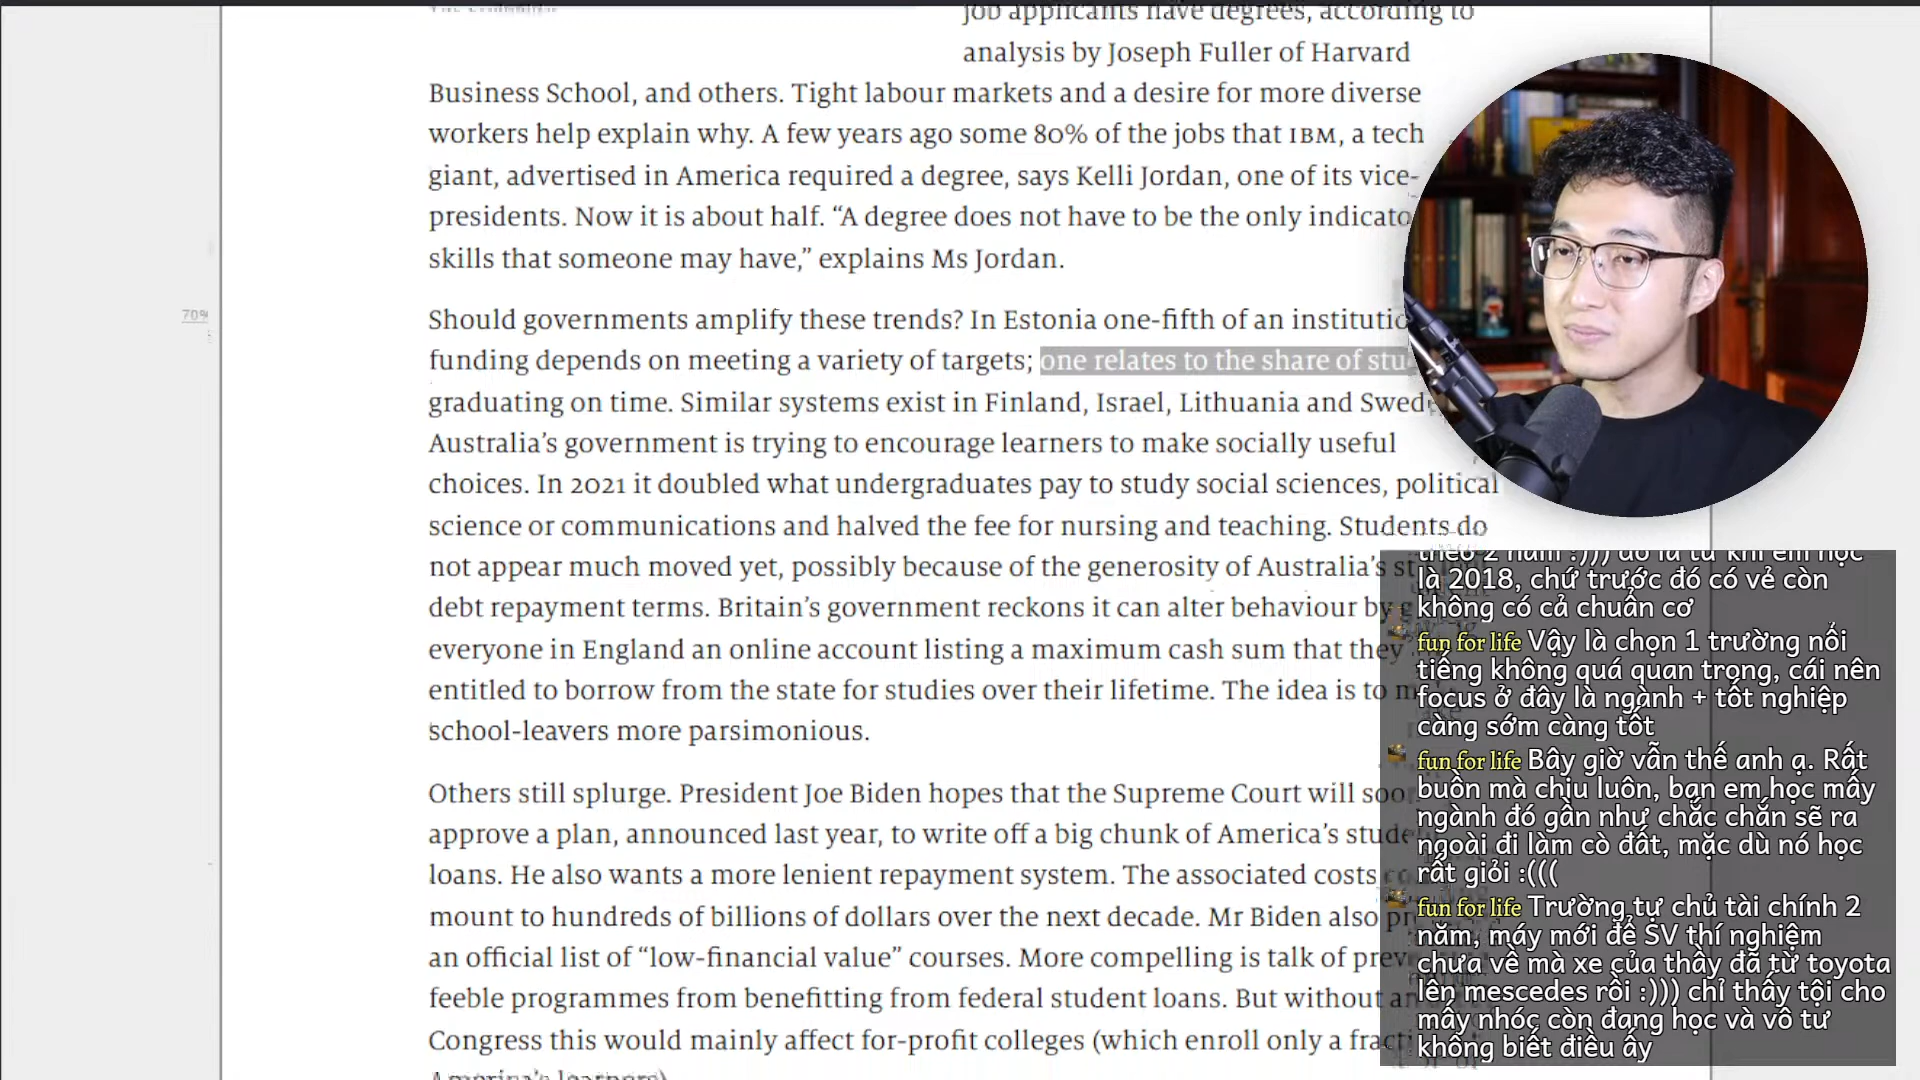 job applicants have degrees, according to
analysis by Joseph Fuller of Harvard
Business School, and others. Tight labour markets and a desire for more diverse
workers help explain why. A few years ago some 80% of the jobs that IBM, a tech
giant, advertised in America required a degree, says Kelli Jordan, one of its vice-
presidents. Now it is about half. “A degree does not have to be the only indicato
skills that someone may have,” explains Ms Jordan.
70%
Should governments amplify these trends? In Estonia one-fifth of an institutio
funding depends on meeting a variety of targets; one relates to the share of stu
graduating on time. Similar systems exist in Finland, Israel, Lithuania and Swed
Australia’s government is trying to encourage learners to make socially useful
choices. In 2021 it doubled what undergraduates pay to study social sciences, political
science or communications and halved the fee for nursing and teaching. Students do
not appear much moved yet, possibly because of the generosity of Australia’s st
debt repayment terms. Britain’s government reckons it can alter behaviour by g
everyone in England an online account listing a maximum cash sum that they
entitled to borrow from the state for studies over their lifetime. The idea is to m
school-leavers more parsimonious.
Others still splurge. President Joe Biden hopes that the Supreme Court will soo
approve a plan, announced last year, to write off a big chunk of America’s stude
loans. He also wants a more lenient repayment system. The associated costs co
mount to hundreds of billions of dollars over the next decade. Mr Biden also pr
an official list of “low-financial value” courses. More compelling is talk of prev
feeble programmes from benefitting from federal student loans. But without an
Congress this would mainly affect for-profit colleges (which enroll only a fract
America’s learners)
theo 2 năm :))) đó là từ khi em học
là 2018, chứ trước đó có vẻ còn
không có cả chuẩn cơ
fun for life Vậy là chọn 1 trường nổi
tiếng không quá quan trọng, cái nên
focus ở đây là ngành + tốt nghiệp
càng sớm càng tốt
fun for life Bây giờ vẫn thế anh ạ. Rất
buồn mà chịu luôn, bạn em học mấy
ngành đó gần như chắc chắn sẽ ra
ngoài đi làm cò đất, mặc dù nó học
rất giỏi :(((
fun for life Trường tự chủ tài chính 2
năm, máy mới để SV thí nghiệm
chưa về mà xe của thầy đã từ toyota
lên mescedes rồi :))) chỉ thấy tội cho
mấy nhóc còn đang học và vô tư
không biết điều ấy